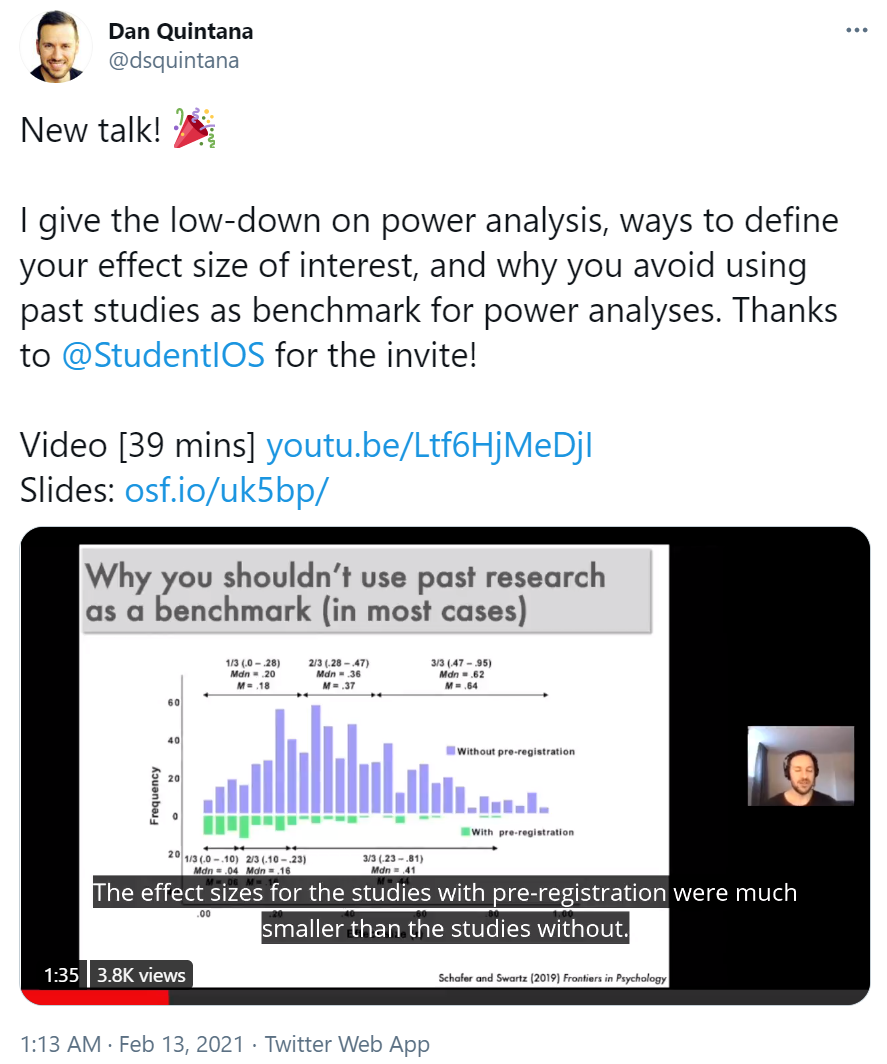 Dan Quintana
@dsquintana
New talk!
I give the low-down on power analysis, ways to define
your effect size of interest, and why you avoid using
past studies as benchmark for power analyses. Thanks
to @StudentIOS for the invite!
Video [39 mins] youtu.be/Ltf6HjMeDjI
Slides: osf.io/uk5bp/
Why you shouldn't use past research
as a benchmark (in most cases)
1/3 (.0 – .28) 2/3 (.28 – .47) 3/3 (.47 – .95)
Mdn = .20 Mdn = .36 Mdn = .62
M = .18 M = .37 M = .64
60
40
20
0
20
Frequency
Without pre-registration
With pre-registration
1/3 (.0 – .10) 2/3 (.10 – .23) 3/3 (.23 – .81)
Mdn = .04 Mdn = .16 Mdn = .41
The effect sizes for the studies with pre-registration were much
.00 .20 .40 .60 .80 1.00
smaller than the studies without.
1:35 3.8K views
Schafer and Swartz (2019) Frontiers in Psychology
1:13 AM · Feb 13, 2021 · Twitter Web App